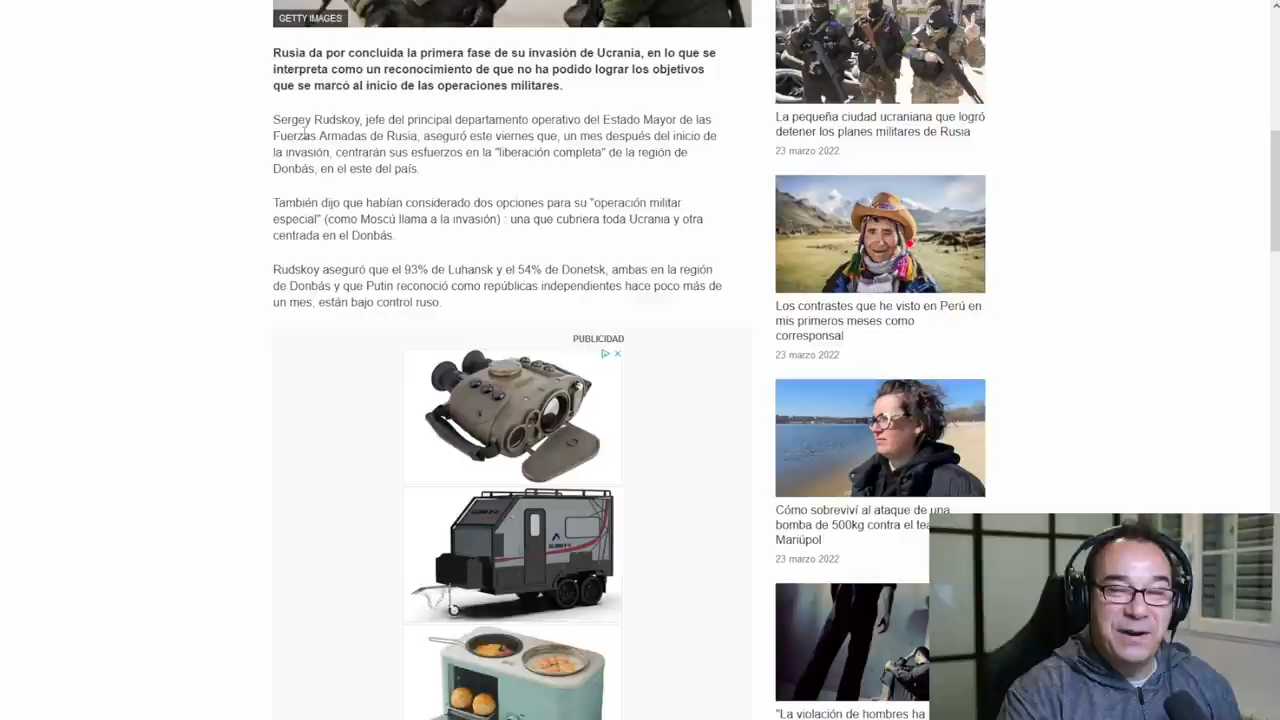 GETTY IMAGES
Rusia da por concluida la primera fase de su invasión de Ucrania, en lo que se
interpreta como un reconocimiento de que no ha podido lograr los objetivos
que se marcó al inicio de las operaciones militares.
Sergey Rudskoy, jefe del principal departamento operativo del Estado Mayor de las
Fuerzas Armadas de Rusia, aseguró este viernes que, un mes después del inicio de
la invasión, centrarán sus esfuerzos en la "liberación completa" de la región de
Donbás, en el este del país.
También dijo que habían considerado dos opciones para su "operación militar
especial" (como Moscú llama a la invasión) : una que cubriera toda Ucrania y otra
centrada en el Donbás.
Rudskoy aseguró que el 93% de Luhansk y el 54% de Donetsk, ambas en la región
de Donbás y que Putin reconoció como repúblicas independientes hace poco más de
un mes, están bajo control ruso.
PUBLICIDAD
La pequeña ciudad ucraniana que logró
detener los planes militares de Rusia
23 marzo 2022
Los contrastes que he visto en Perú en
mis primeros meses como
corresponsal
23 marzo 2022
Cómo sobreviví al ataque de una
bomba de 500kg contra el
Mariúpol
23 marzo 2022
"La violación de hombres ha